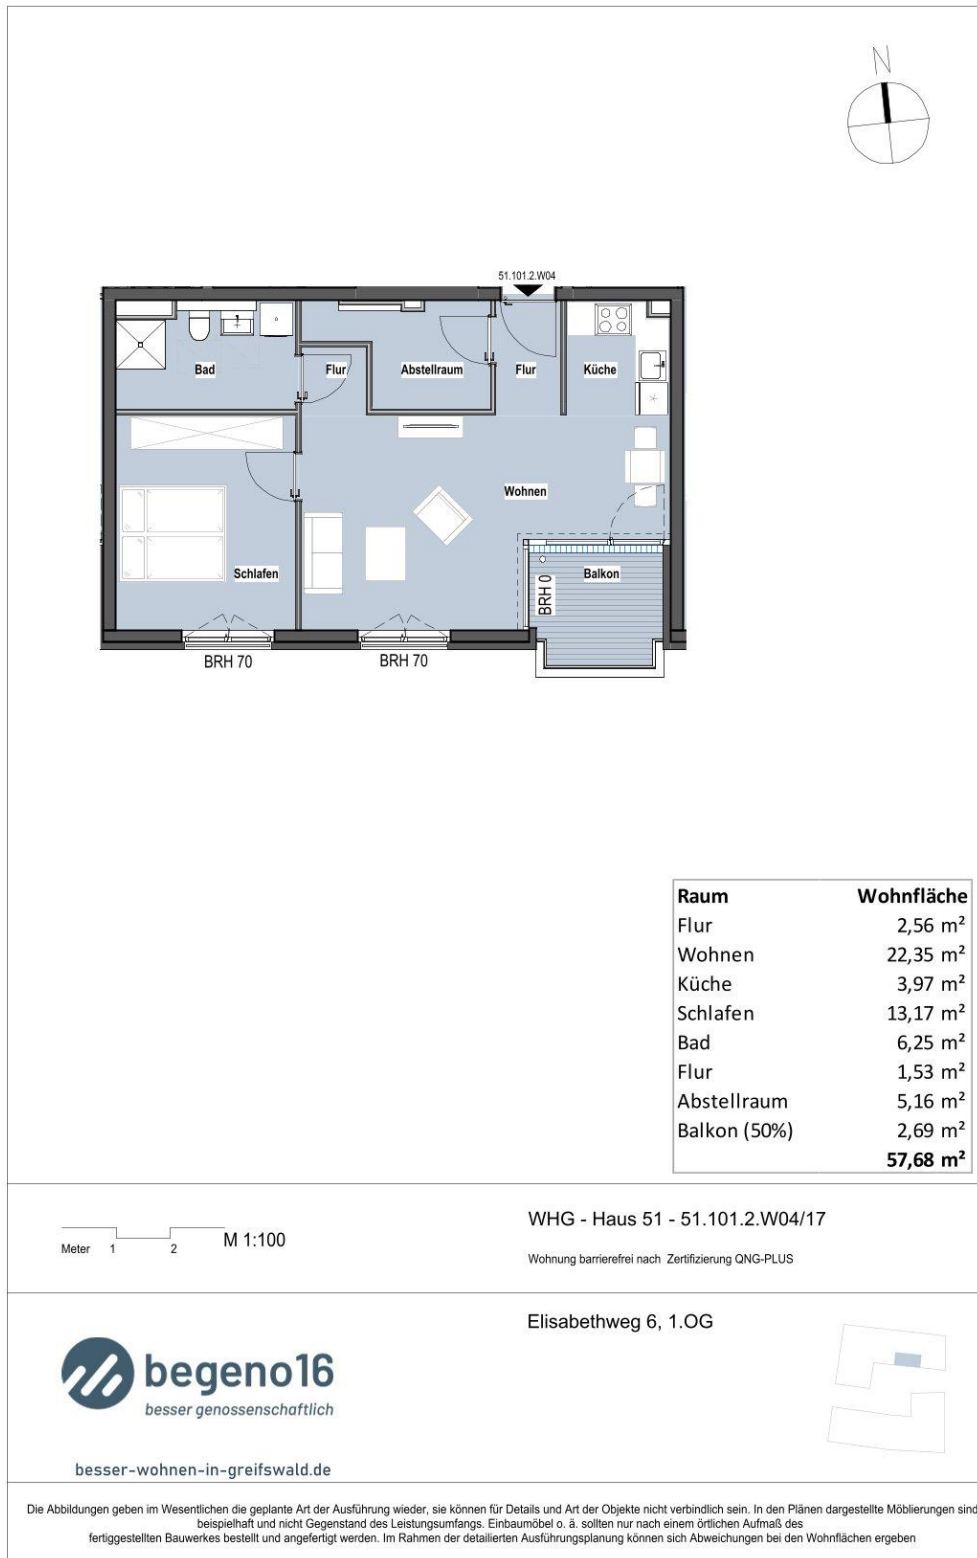 N
51.101.2.W04
Bad
Flur
Abstellraum
Flur
Küche
Wohnen
Schlafen
BRH 0
Balkon
BRH 70
BRH 70
Raum Wohnfläche
Flur 2,56 m²
Wohnen 22,35 m²
Küche 3,97 m²
Schlafen 13,17 m²
Bad 6,25 m²
Flur 1,53 m²
Abstellraum 5,16 m²
Balkon (50%) 2,69 m²
57,68 m²
Meter 1 2 M 1:100
WHG - Haus 51 - 51.101.2.W04/17
Wohnung barrierefrei nach Zertifizierung QNG-PLUS
Elisabethweg 6, 1.OG
begeno16
besser genossenschaftlich
besser-wohnen-in-greifswald.de
Die Abbildungen geben im Wesentlichen die geplante Art der Ausführung wieder, sie können für Details und Art der Objekte nicht verbindlich sein. In den Plänen dargestellte Möblierungen sind
beispielhaft und nicht Gegenstand des Leistungsumfangs. Einbaumöbel o. ä. sollten nur nach einem örtlichen Aufmaß des
fertiggestellten Bauwerkes bestellt und angefertigt werden. Im Rahmen der detailierten Ausführungsplanung können sich Abweichungen bei den Wohnflächen ergeben